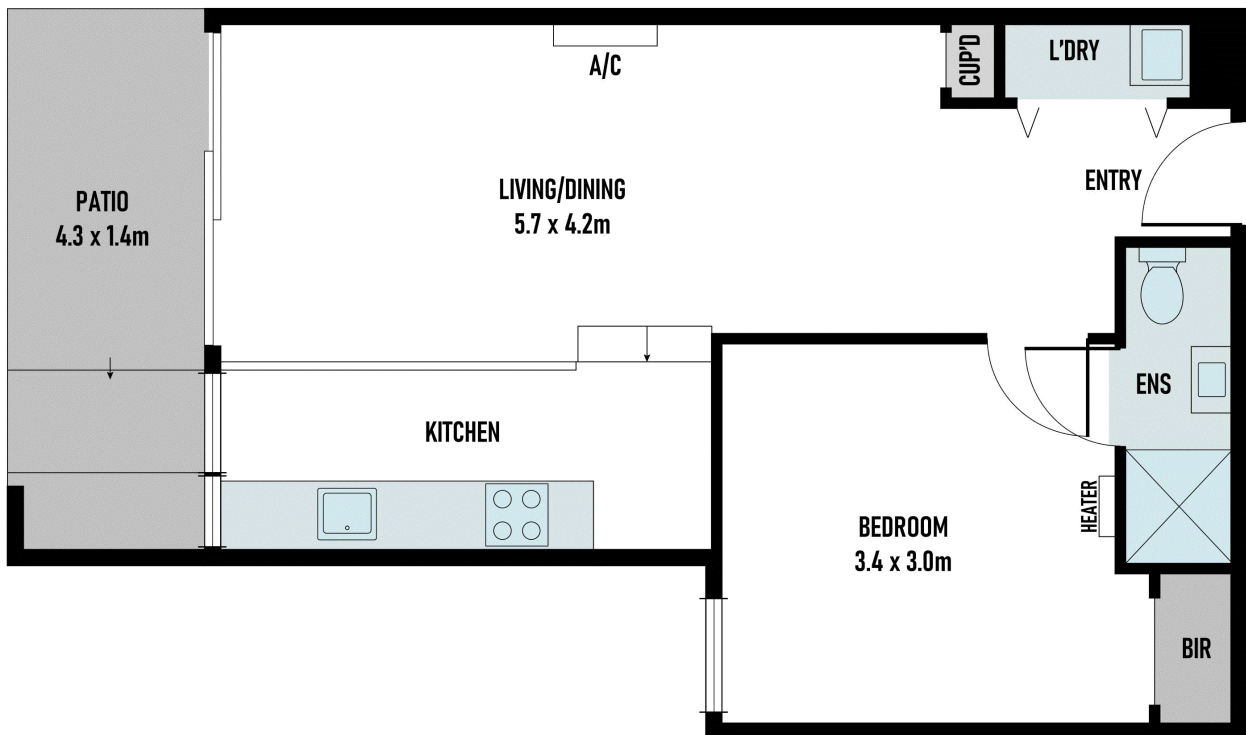 A/C
CUP'D
L'DRY
PATIO
4.3 x 1.4m
LIVING/DINING
5.7 x 4.2m
ENTRY
KITCHEN
ENS
HEATER
BEDROOM
3.4 x 3.0m
BIR